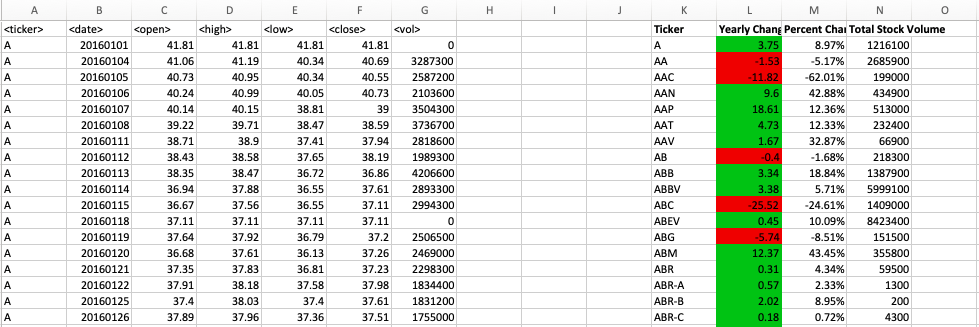 A B C D E F G H I J K L M N O
<ticker> <date> <open> <high> <low> <close> <vol> Ticker Yearly Chang Percent Chan Total Stock Volume
A 20160101 41.81 41.81 41.81 41.81 0 A 3.75 8.97% 1216100
A 20160104 41.06 41.19 40.34 40.69 3287300 AA -1.53 -5.17% 2685900
A 20160105 40.73 40.95 40.34 40.55 2587200 AAC -11.82 -62.01% 199000
A 20160106 40.24 40.99 40.05 40.73 2103600 AAN 9.6 42.88% 434900
A 20160107 40.14 40.15 38.81 39 3504300 AAP 18.61 12.36% 513000
A 20160108 39.22 39.71 38.47 38.59 3736700 AAT 4.73 12.33% 232400
A 20160111 38.71 38.9 37.41 37.94 2818600 AAV 1.67 32.87% 66900
A 20160112 38.43 38.58 37.65 38.19 1989300 AB -0.4 -1.68% 218300
A 20160113 38.35 38.47 36.72 36.86 4206600 ABB 3.34 18.84% 1387900
A 20160114 36.94 37.88 36.55 37.61 2893300 ABBV 3.38 5.71% 5999100
A 20160115 36.67 37.56 36.55 37.11 2994300 ABC -25.52 -24.61% 1409000
A 20160118 37.11 37.11 37.11 37.11 0 ABEV 0.45 10.09% 8423400
A 20160119 37.64 37.92 36.79 37.2 2506500 ABG -5.74 -8.51% 151500
A 20160120 36.68 37.61 36.13 37.26 2469000 ABM 12.37 43.45% 355800
A 20160121 37.35 37.83 36.81 37.23 2298300 ABR 0.31 4.34% 59500
A 20160122 37.91 38.18 37.58 37.98 1834400 ABR-A 0.57 2.33% 1300
A 20160125 37.4 38.03 37.4 37.61 1831200 ABR-B 2.02 8.95% 200
A 20160126 37.89 37.96 37.36 37.51 1755000 ABR-C 0.18 0.72% 4300